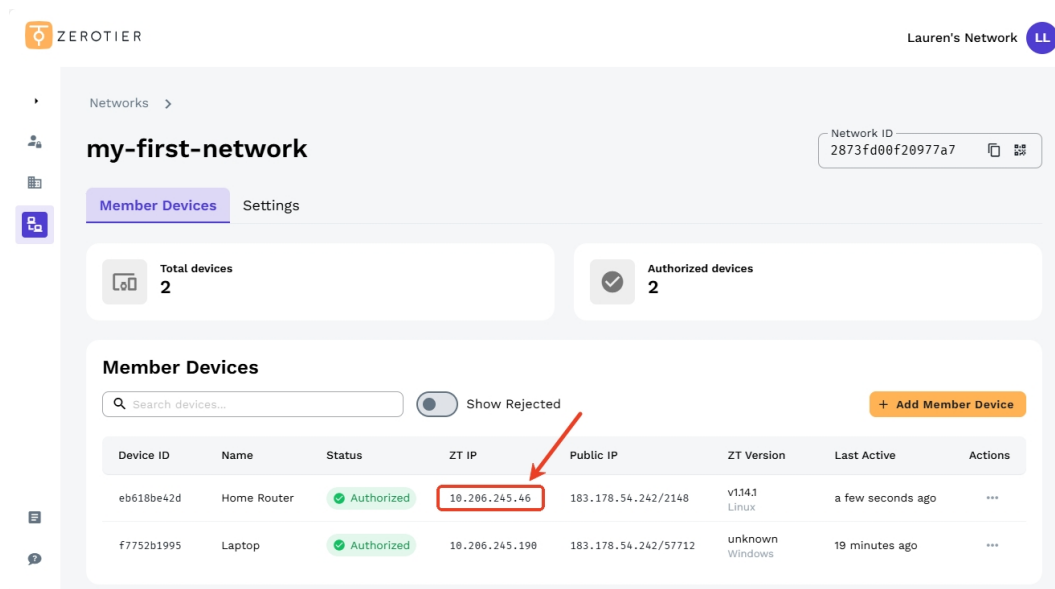 ZEROTIER
Lauren's Network LL
Networks >
my-first-network
Network ID
2873fd00f20977a7
Member Devices Settings
Total devices
2
Authorized devices
2
Member Devices
Search devices...
Show Rejected
+ Add Member Device
Device ID Name Status ZT IP Public IP ZT Version Last Active Actions
eb618be42d Home Router Authorized 10.206.245.46 183.178.54.242/2148 v1.14.1 a few seconds ago
Linux
f7752b1995 Laptop Authorized 10.206.245.190 183.178.54.242/57712 unknown 19 minutes ago
Windows